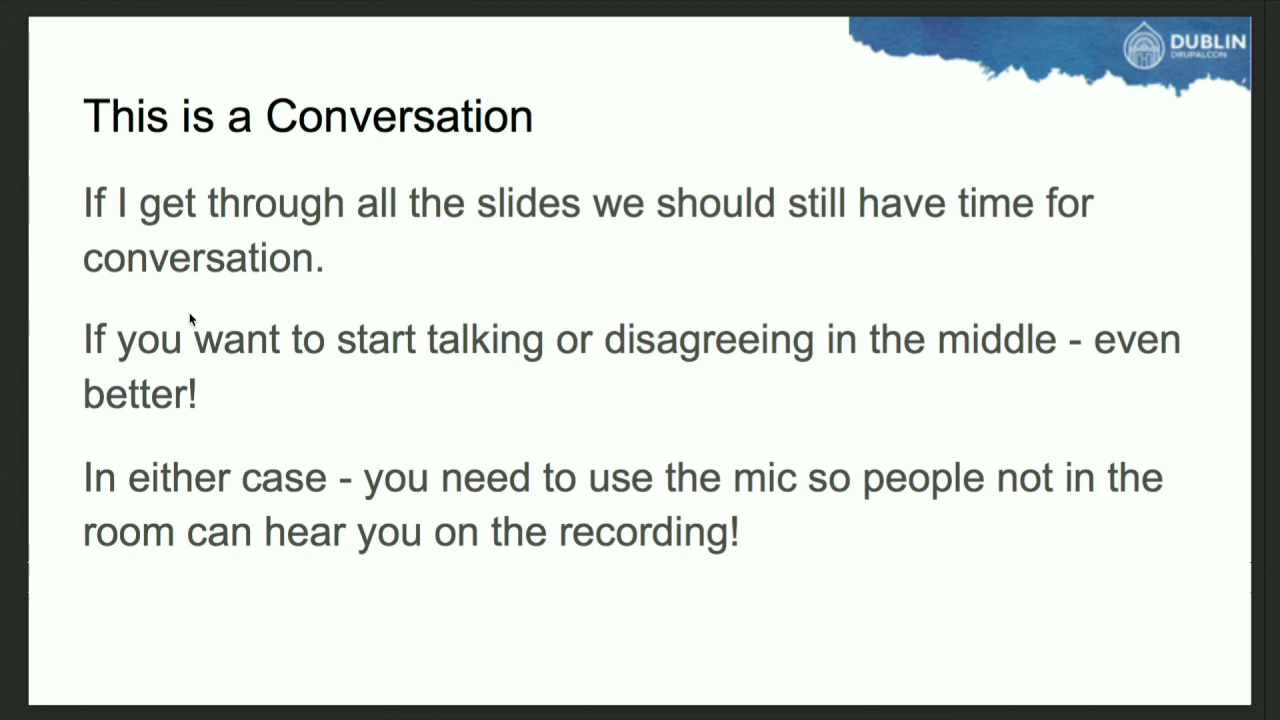 DUBLIN
DRUPALCON
This is a Conversation
If I get through all the slides we should still have time for
conversation.
If you want to start talking or disagreeing in the middle - even
better!
In either case - you need to use the mic so people not in the
room can hear you on the recording!